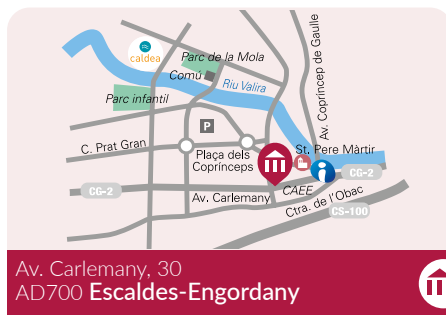 caldea
Parc de la Mola
Comú
Riu Valira
Av. Copríncep de Gaulle
Parc infantil
P
C. Prat Gran
St. Pere Màrtir
Plaça dels
Coprínceps
CG-2
CG-2
Av. Carlemany
CAEE
Ctra. de l'Obac
CS-100
Av. Carlemany, 30
AD700 Escaldes-Engordany